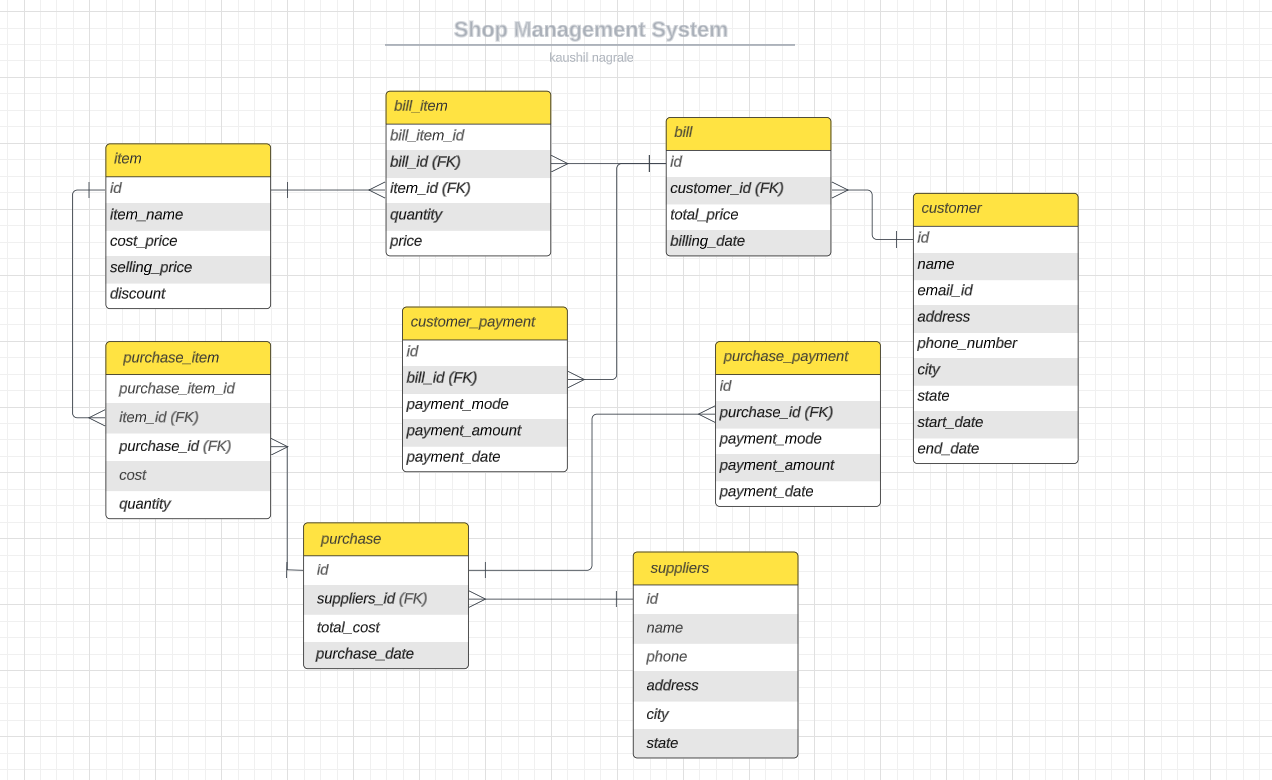 Shop Management System
kaushil nagrale
item
id
item_name
cost_price
selling_price
discount
bill_item
bill_item_id
bill_id (FK)
item_id (FK)
quantity
price
bill
id
customer_id (FK)
total_price
billing_date
customer
id
name
email_id
address
phone_number
city
state
start_date
end_date
purchase_item
purchase_item_id
item_id (FK)
purchase_id (FK)
cost
quantity
customer_payment
id
bill_id (FK)
payment_mode
payment_amount
payment_date
purchase_payment
id
purchase_id (FK)
payment_mode
payment_amount
payment_date
purchase
id
suppliers_id (FK)
total_cost
purchase_date
suppliers
id
name
phone
address
city
state